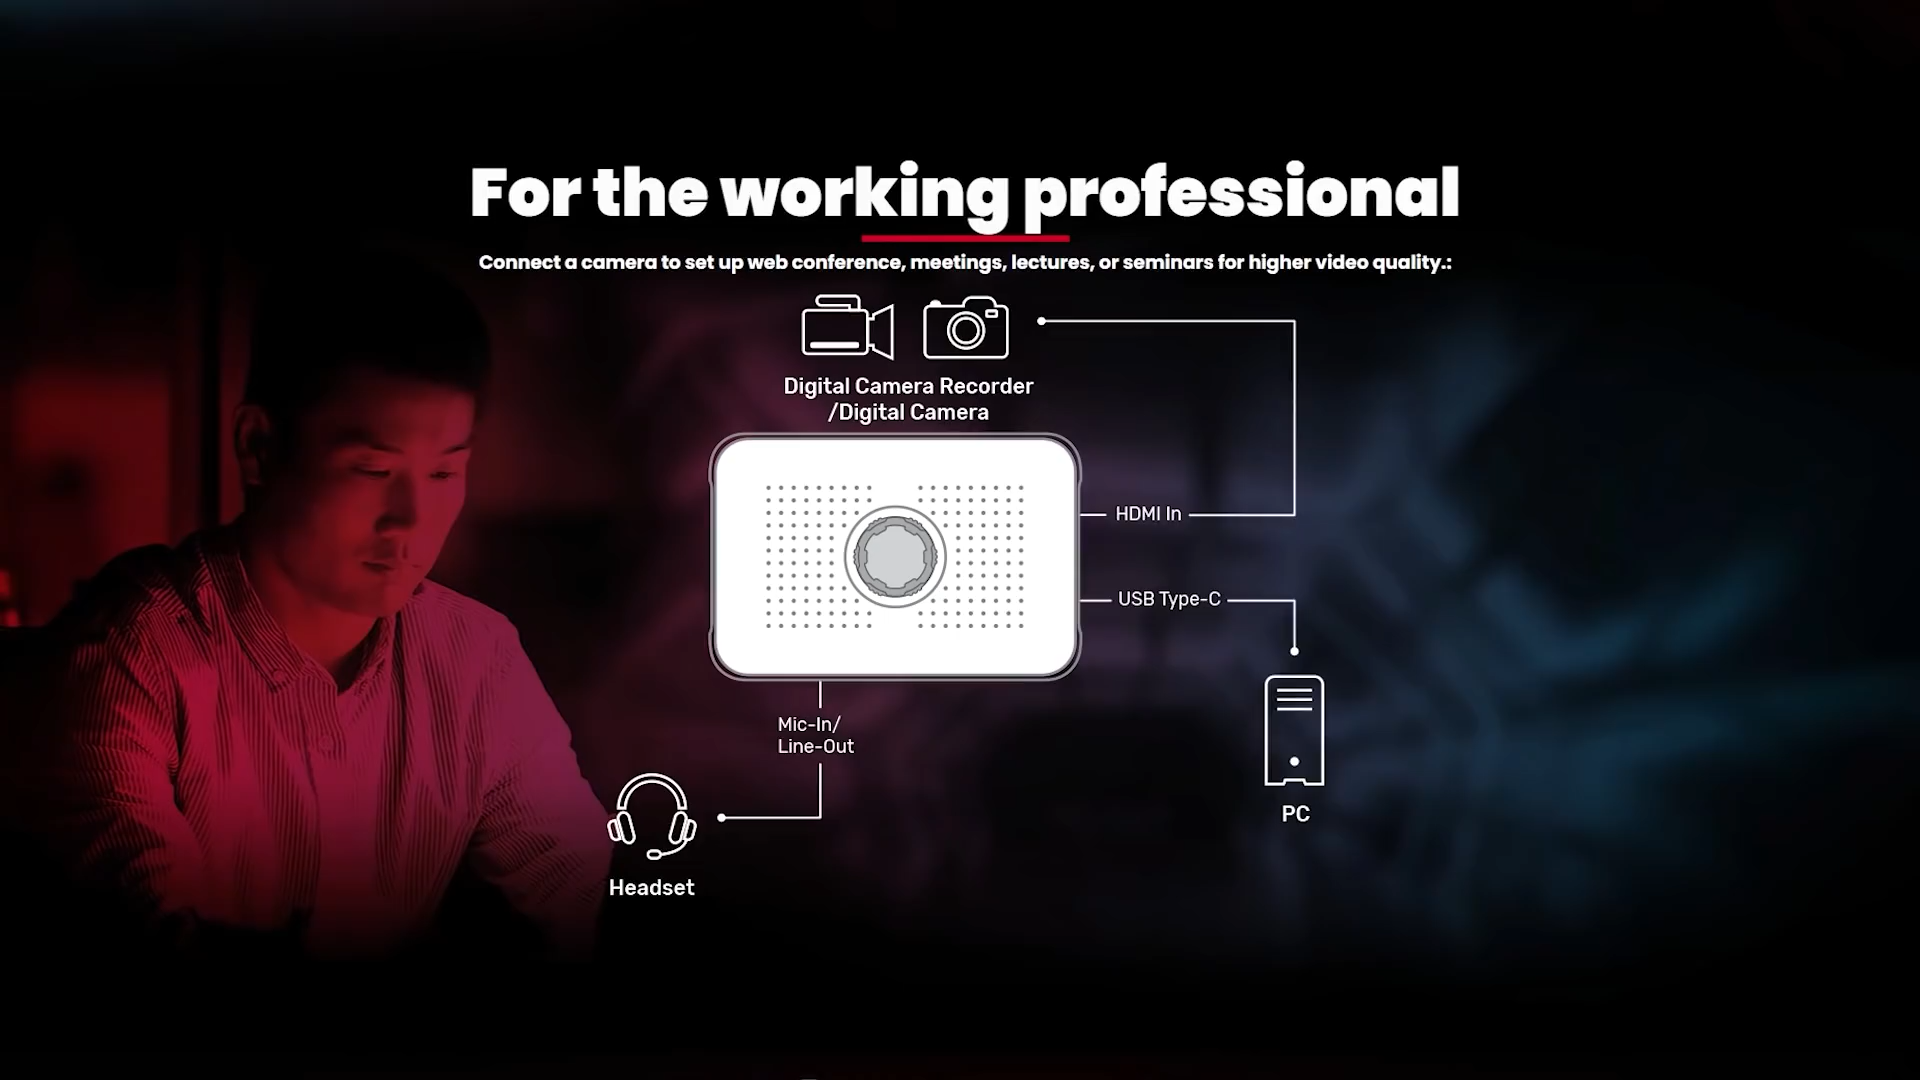 For the working professional
Connect a camera to set up web conference, meetings, lectures, or seminars for higher video quality.:
Digital Camera Recorder
/Digital Camera
HDMI In
USB Type-C
Mic-In/
Line-Out
PC
Headset